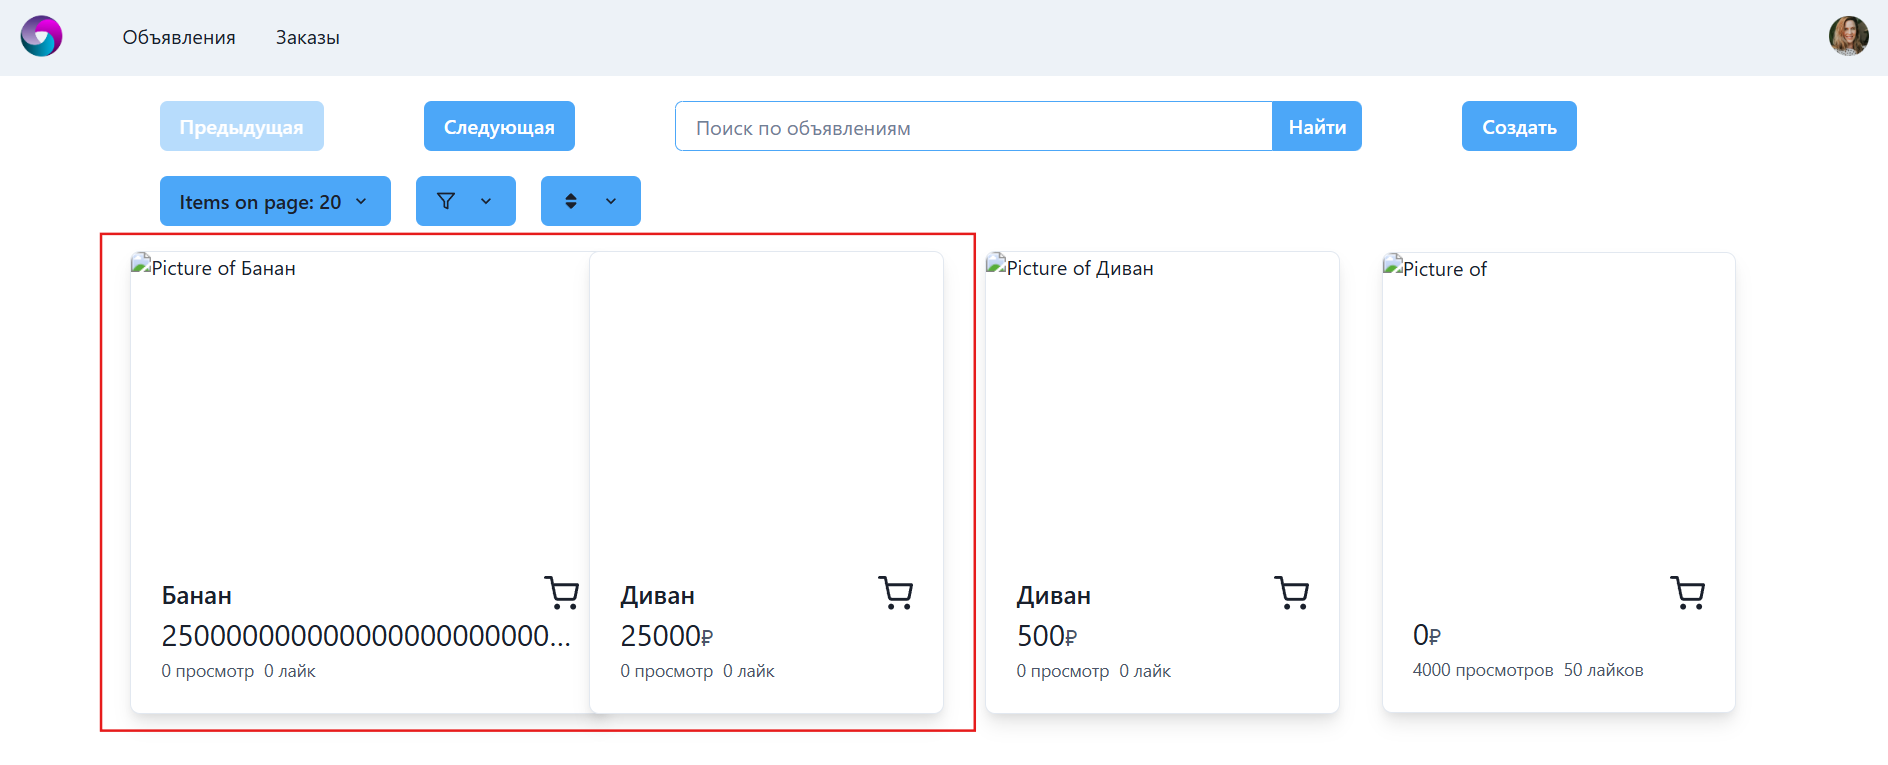 Объявления Заказы
Предыдущая Следующая Поиск по объявлениям Найти Создать
Items on page: 20
Picture of Банан Picture of Диван Picture of
Банан Диван Диван
250000000000000000000000... 25000₽ 500₽ 0₽
0 просмотр 0 лайк 0 просмотр 0 лайк 0 просмотр 0 лайк 4000 просмотров 50 лайков